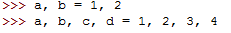 >>> a, b = 1, 2
>>> a, b, c, d = 1, 2, 3, 4